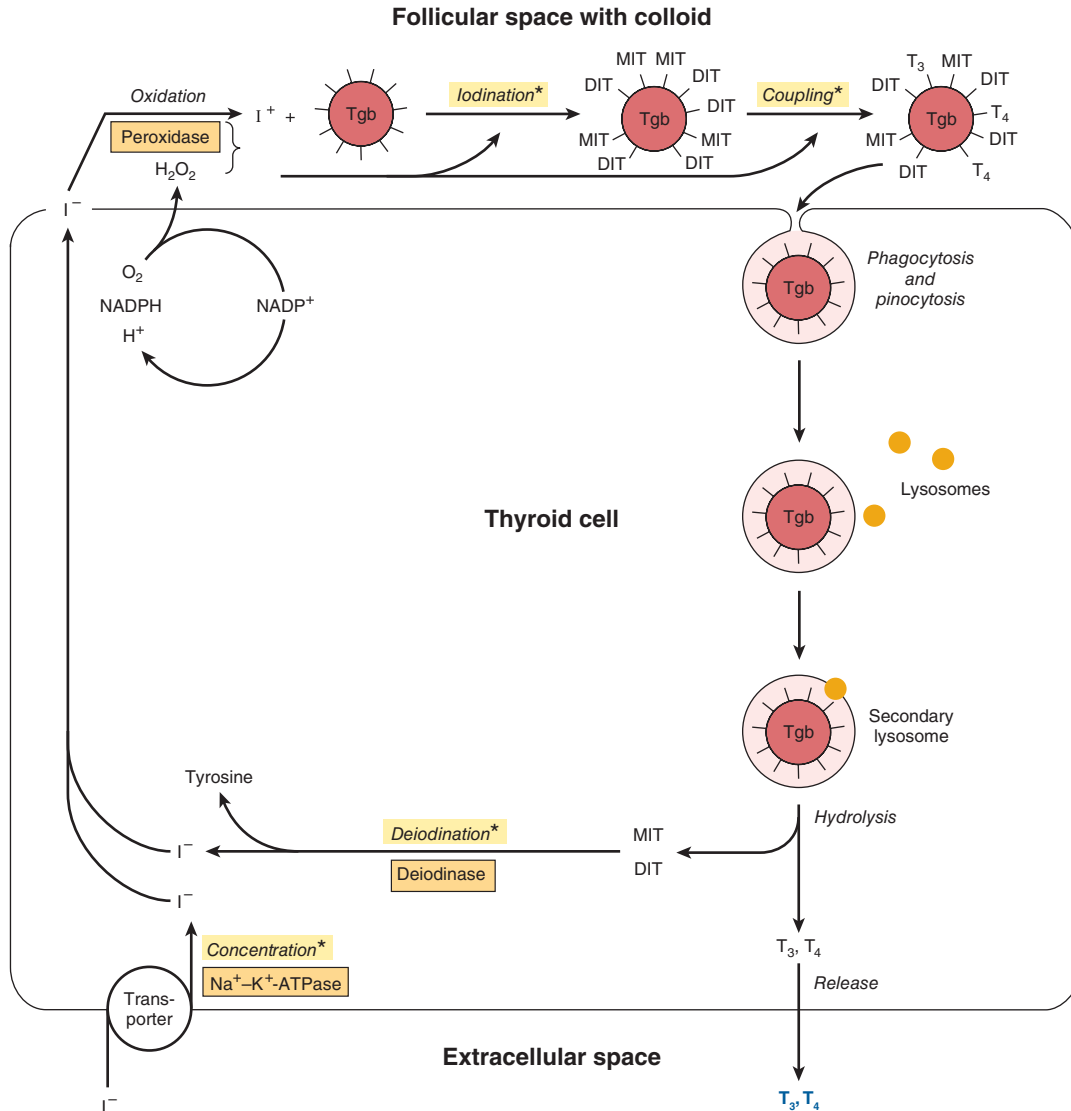 Follicular space with colloid
Oxidation
Peroxidase
H₂O₂
I⁺ +
Tgb
Iodination*
MIT MIT
DIT DIT
Tgb DIT
MIT MIT
DIT DIT
Coupling*
T₃ MIT
DIT DIT
Tgb T₄
MIT DIT
DIT T₄
I⁻
O₂
NADPH
H⁺
NADP⁺
Tgb
Phagocytosis
and
pinocytosis
Thyroid cell
Tgb
Lysosomes
Tgb
Secondary
lysosome
Hydrolysis
Tyrosine
Deiodination*
Deiodinase
MIT
DIT
I⁻
I⁻
Concentration*
Na⁺–K⁺-ATPase
Trans-
porter
T₃, T₄
Release
Extracellular space
I⁻
T₃, T₄